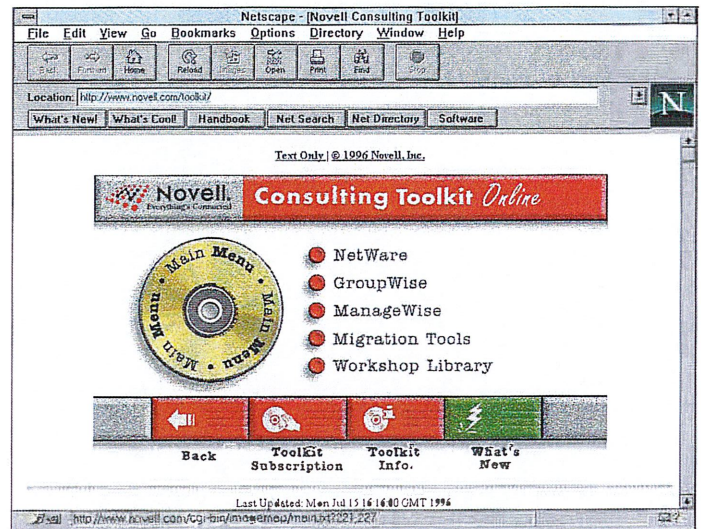 Netscape - [Novell Consulting Toolkit]
File Edit View Go Bookmarks Options Directory Window Help
Back Forward Home Reload Images Open Print Find Stop
Location: http://www.novell.com/toolkit/
What's New! What's Cool! Handbook Net Search Net Directory Software
N
Text Only | © 1996 Novell, Inc.
Novell.
Everything's Connected
Consulting Toolkit Online
Main Menu • Main Menu • Main Menu •
NetWare
GroupWise
ManageWise
Migration Tools
Workshop Library
Back
Toolkit Subscription
Toolkit Info.
What's New
Last Updated: Mon Jul 15 16:16:00 GMT 1996
http://www.novell.com/cgi-bin/imagemap/main.txt?221,227